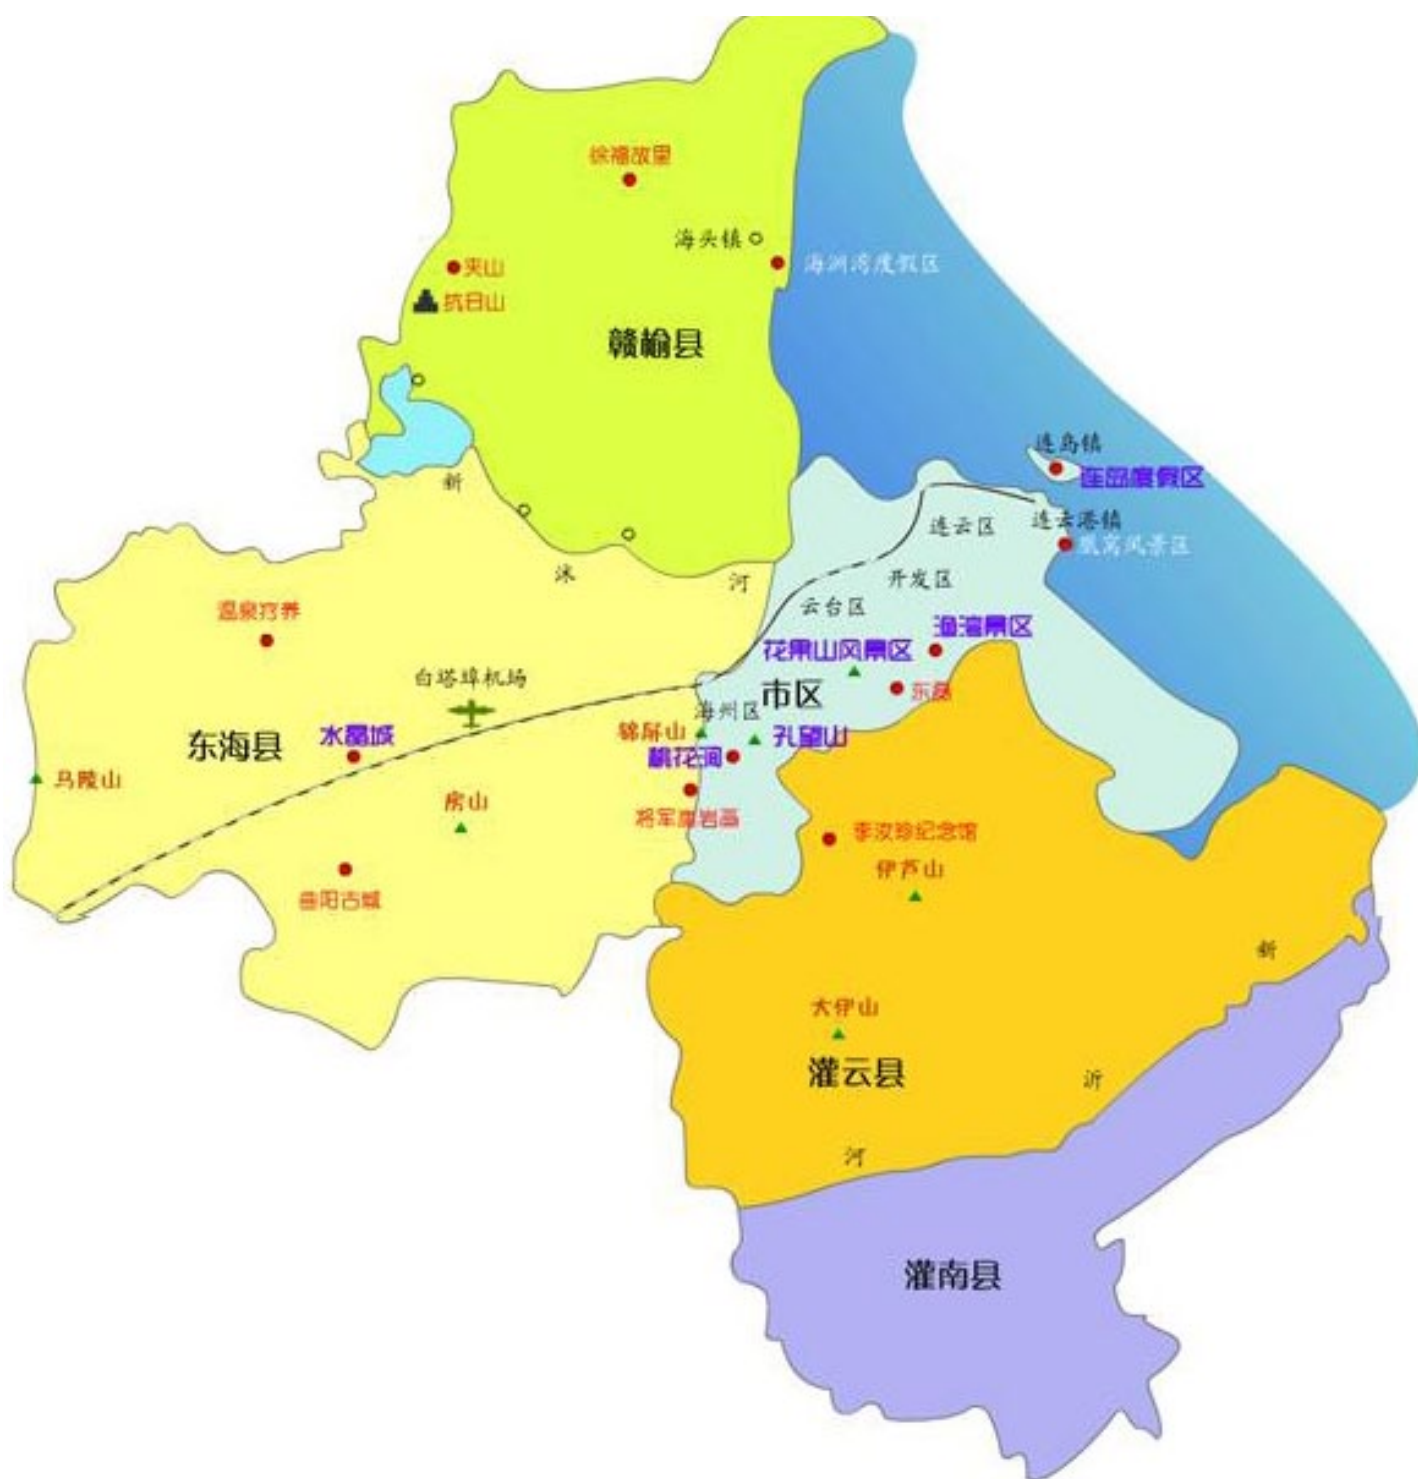 徐福故里
海头镇
海洲湾度假区
夹山
抗日山
赣榆县
连岛镇
连岛度假区
新
连云港镇
连云区
凰窝风景区
沭
河
开发区
云台区
温泉疗养
渔湾景区
花果山风景区
白塔埠机场
市区
东磊
海州区
锦屏山
孔望山
东海县
水晶城
桃花涧
马陵山
房山
将军崖岩画
李汝珍纪念馆
伊芦山
曲阳古城
新
大伊山
灌云县
沂
河
灌南县